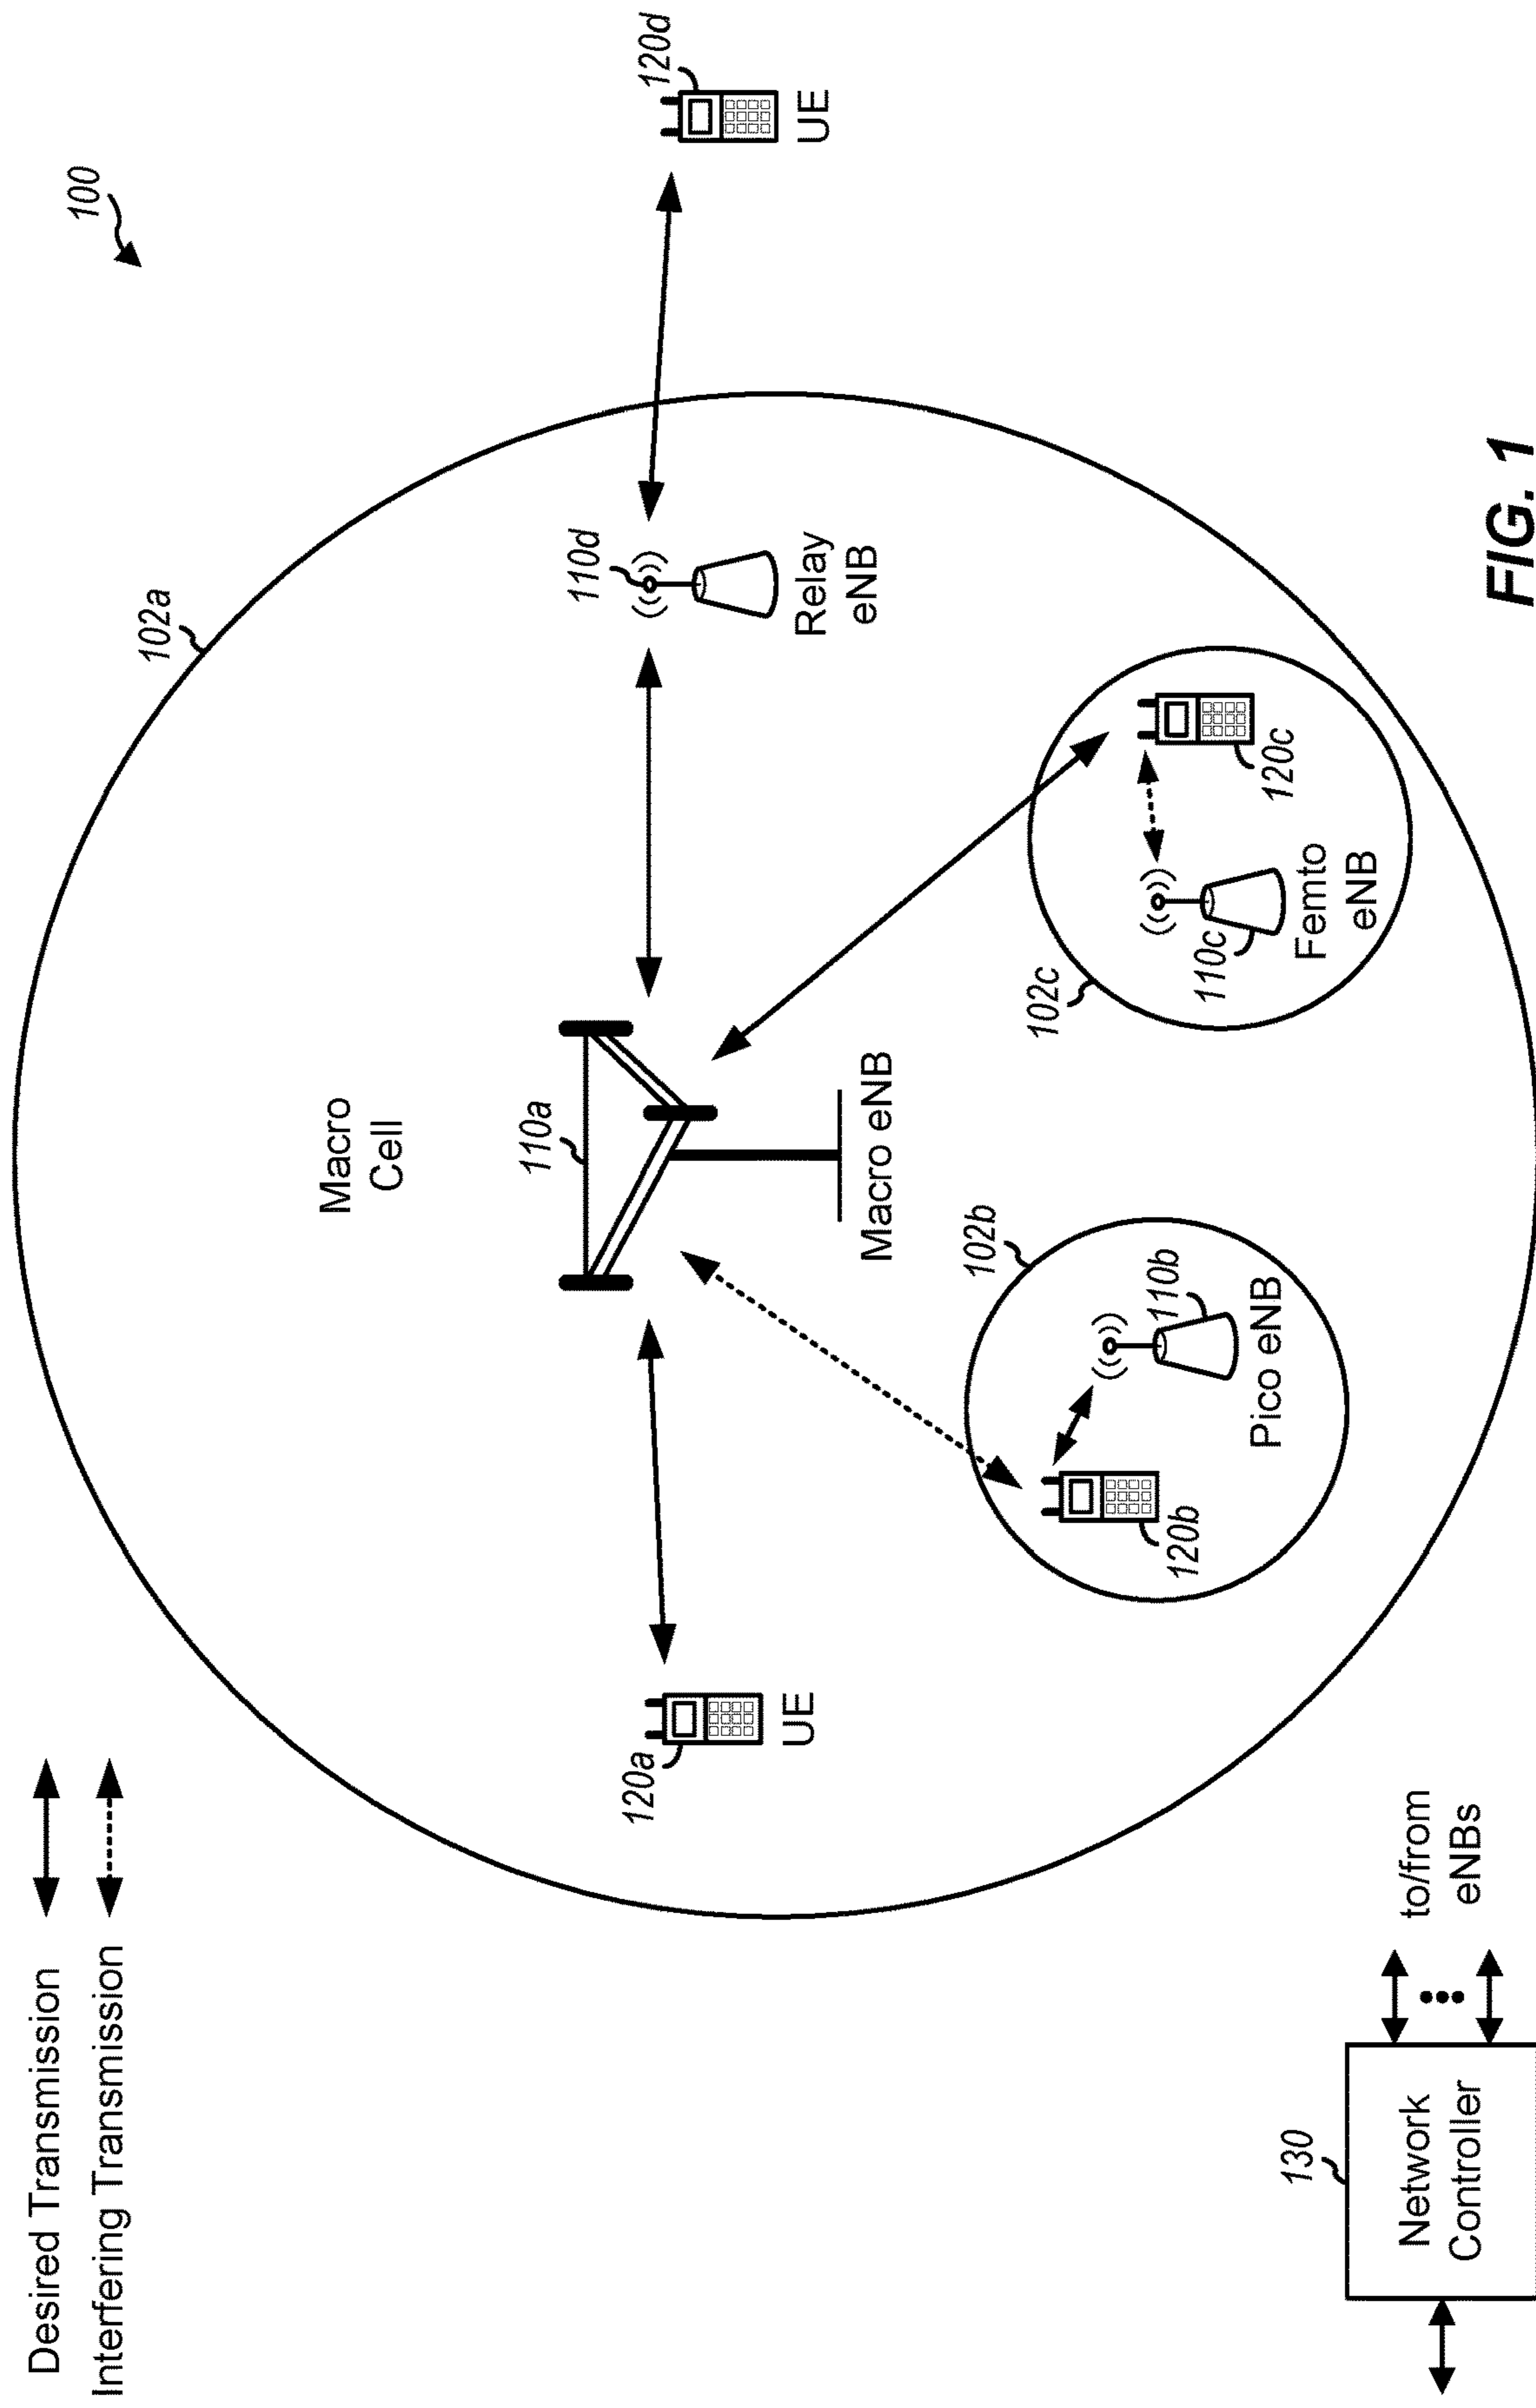 Desired Transmission
Interfering Transmission
100
102a
Macro
Cell
110a
Macro eNB
120a
UE
110d
Relay
eNB
120d
UE
102b
110b
Pico eNB
120b
102c
110c
Femto
eNB
120c
130
Network
Controller
to/from
eNBs
FIG. 1